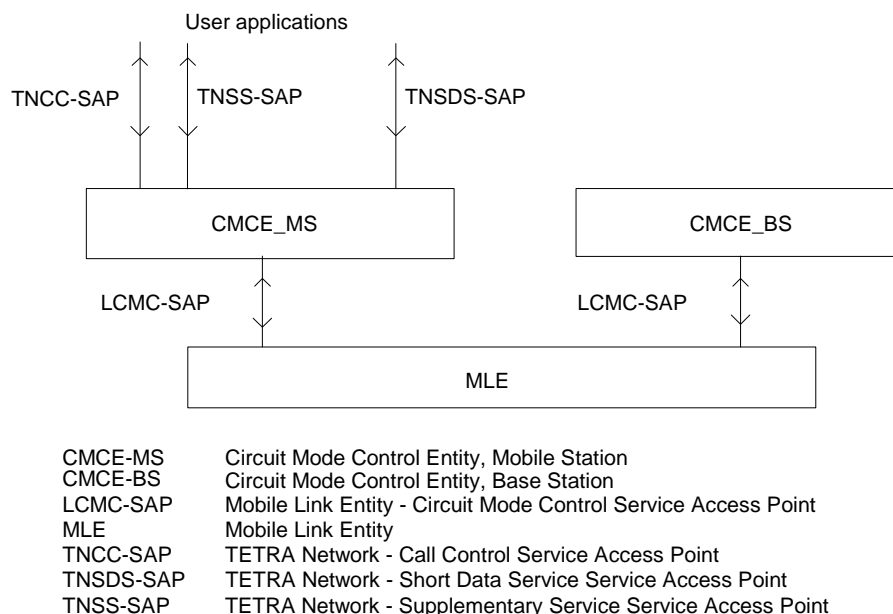 User applications
TNCC-SAP
TNSS-SAP
TNSDS-SAP
CMCE_MS
CMCE_BS
LCMC-SAP
LCMC-SAP
MLE
CMCE-MS Circuit Mode Control Entity, Mobile Station
CMCE-BS Circuit Mode Control Entity, Base Station
LCMC-SAP Mobile Link Entity - Circuit Mode Control Service Access Point
MLE Mobile Link Entity
TNCC-SAP TETRA Network - Call Control Service Access Point
TNSDS-SAP TETRA Network - Short Data Service Service Access Point
TNSS-SAP TETRA Network - Supplementary Service Service Access Point